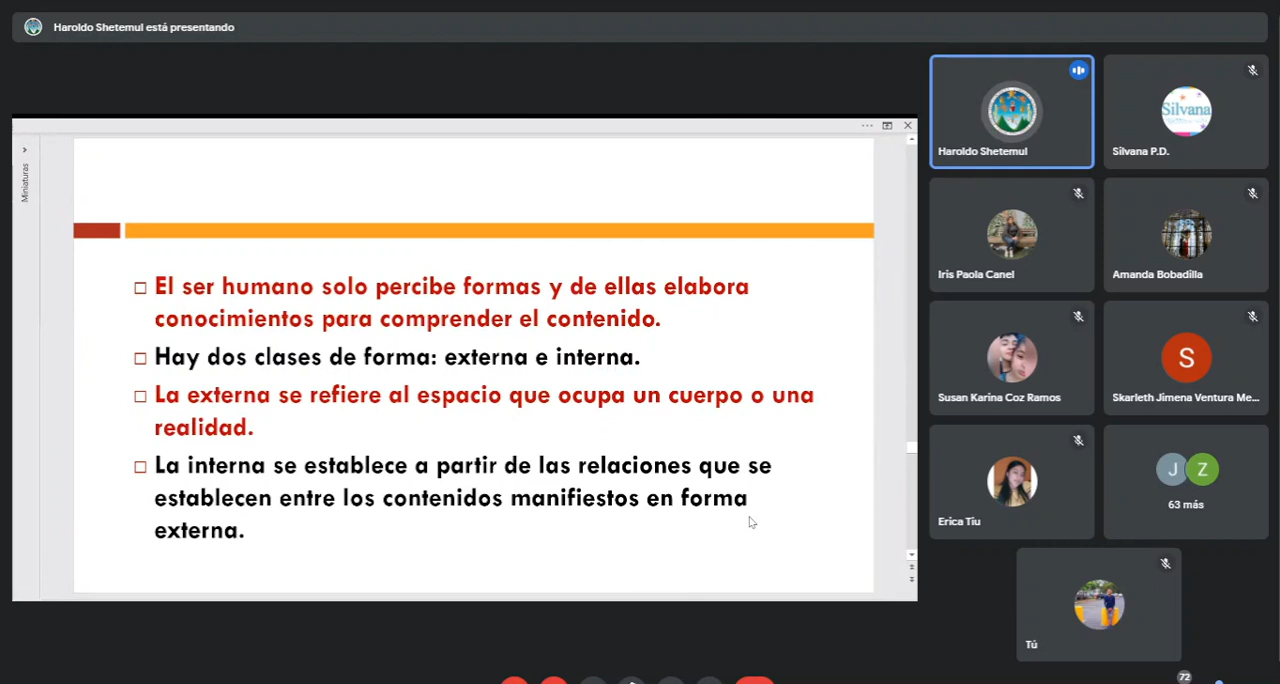 Haroldo Shetemul está presentando
Miniaturas
El ser humano solo percibe formas y de ellas elabora
conocimientos para comprender el contenido.
Hay dos clases de forma: externa e interna.
La externa se refiere al espacio que ocupa un cuerpo o una
realidad.
La interna se establece a partir de las relaciones que se
establecen entre los contenidos manifiestos en forma
externa.
Haroldo Shetemul
Silvana
Silvana P.D.
Iris Paola Canel
Amanda Bobadilla
Susan Karina Coz Ramos
S
Skarleth Jimena Ventura Me...
Erica Tiu
J Z
63 más
Tú
72